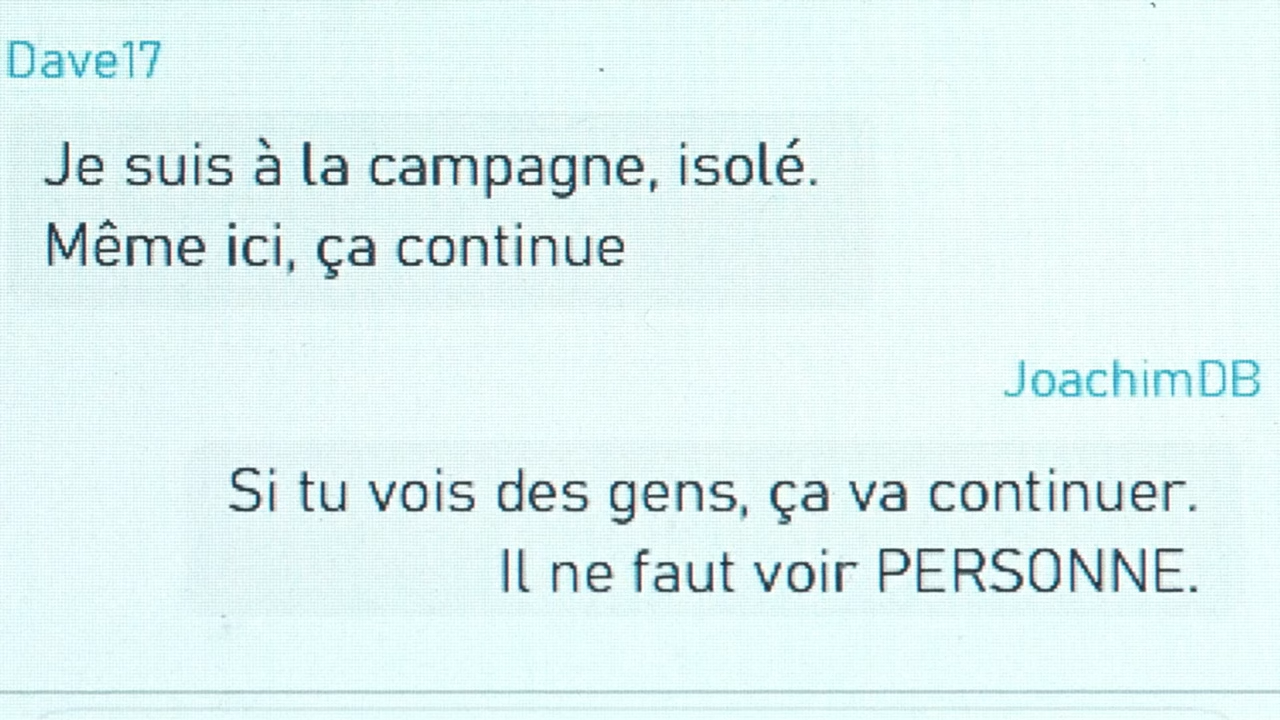 Dave17
Je suis à la campagne, isolé.
Même ici, ça continue
JoachimDB
Si tu vois des gens, ça va continuer.
Il ne faut voir PERSONNE.